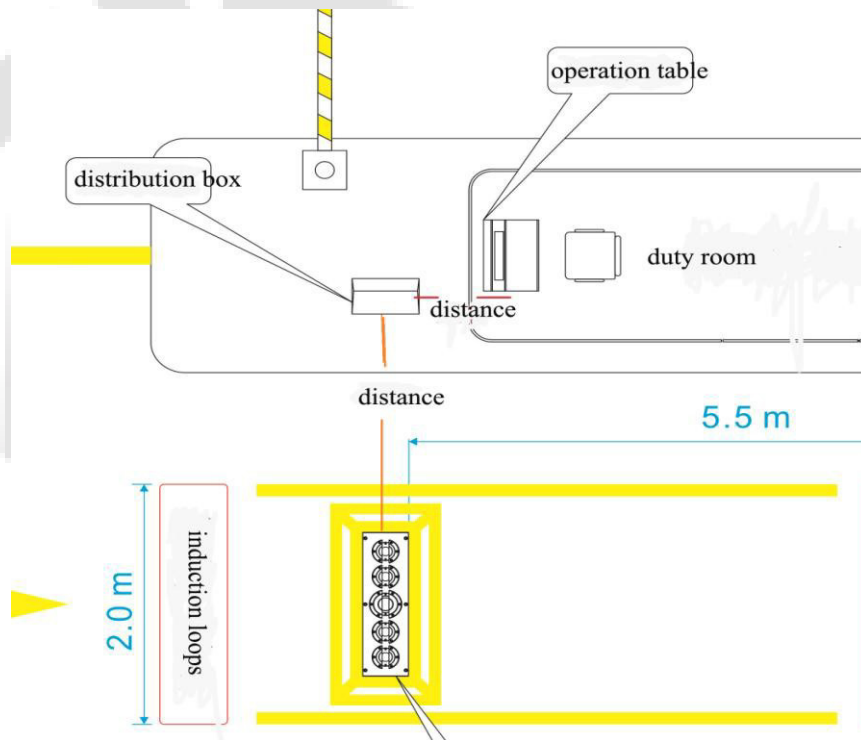 operation table
distribution box
duty room
distance
distance
5.5 m
induction loops
2.0 m